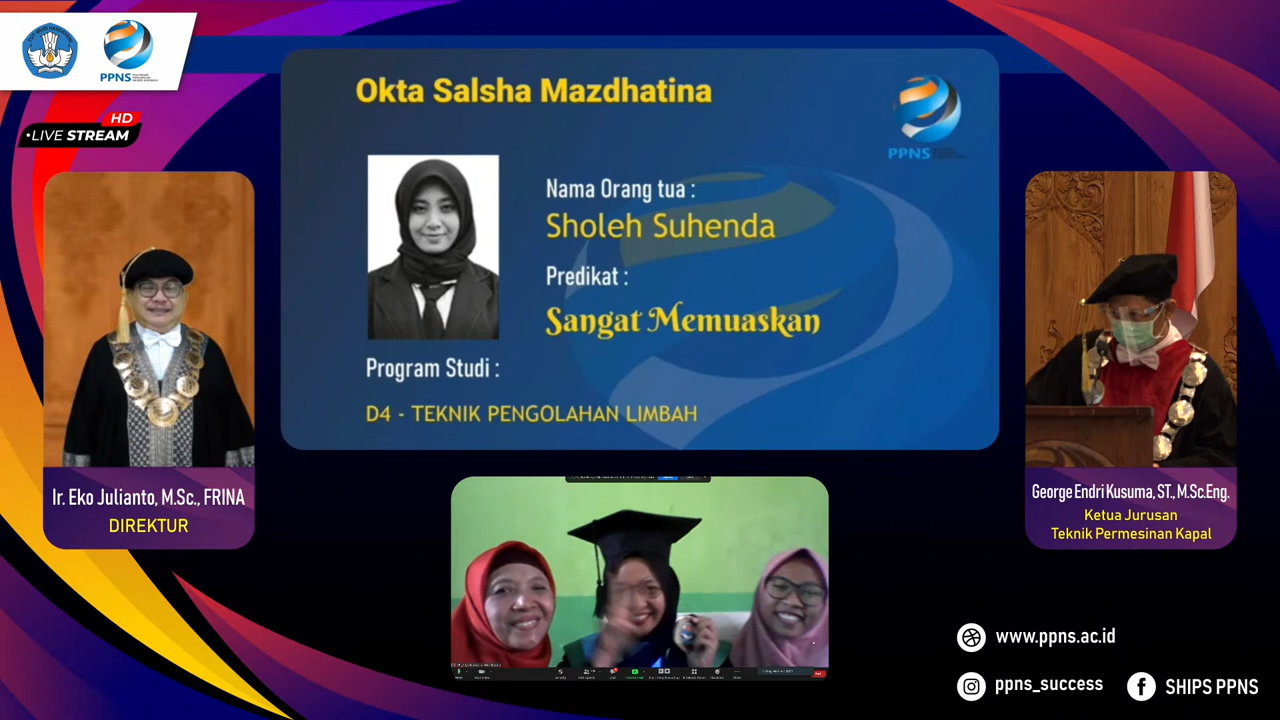 PPNS
HD
LIVE STREAM
Okta Salsha Mazdhatina
PPNS
Nama Orang tua :
Sholeh Suhenda
Predikat :
Sangat Memuaskan
Program Studi :
D4 - TEKNIK PENGOLAHAN LIMBAH
Ir. Eko Julianto, M.Sc., FRINA
DIREKTUR
George Endri Kusuma, ST., M.Sc.Eng.
Ketua Jurusan
Teknik Permesinan Kapal
www.ppns.ac.id
ppns_success
SHIPS PPNS